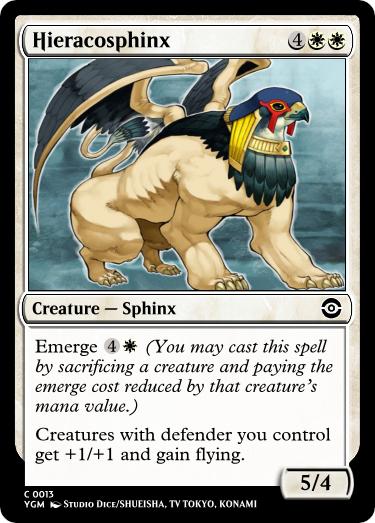 Hieracosphinx 4
Creature — Sphinx
Emerge 4 (You may cast this spell
by sacrificing a creature and paying the
emerge cost reduced by that creature's
mana value.)
Creatures with defender you control
get +1/+1 and gain flying.
5/4
C 0013
YGM STUDIO DICE/SHUEISHA, TV TOKYO, KONAMI